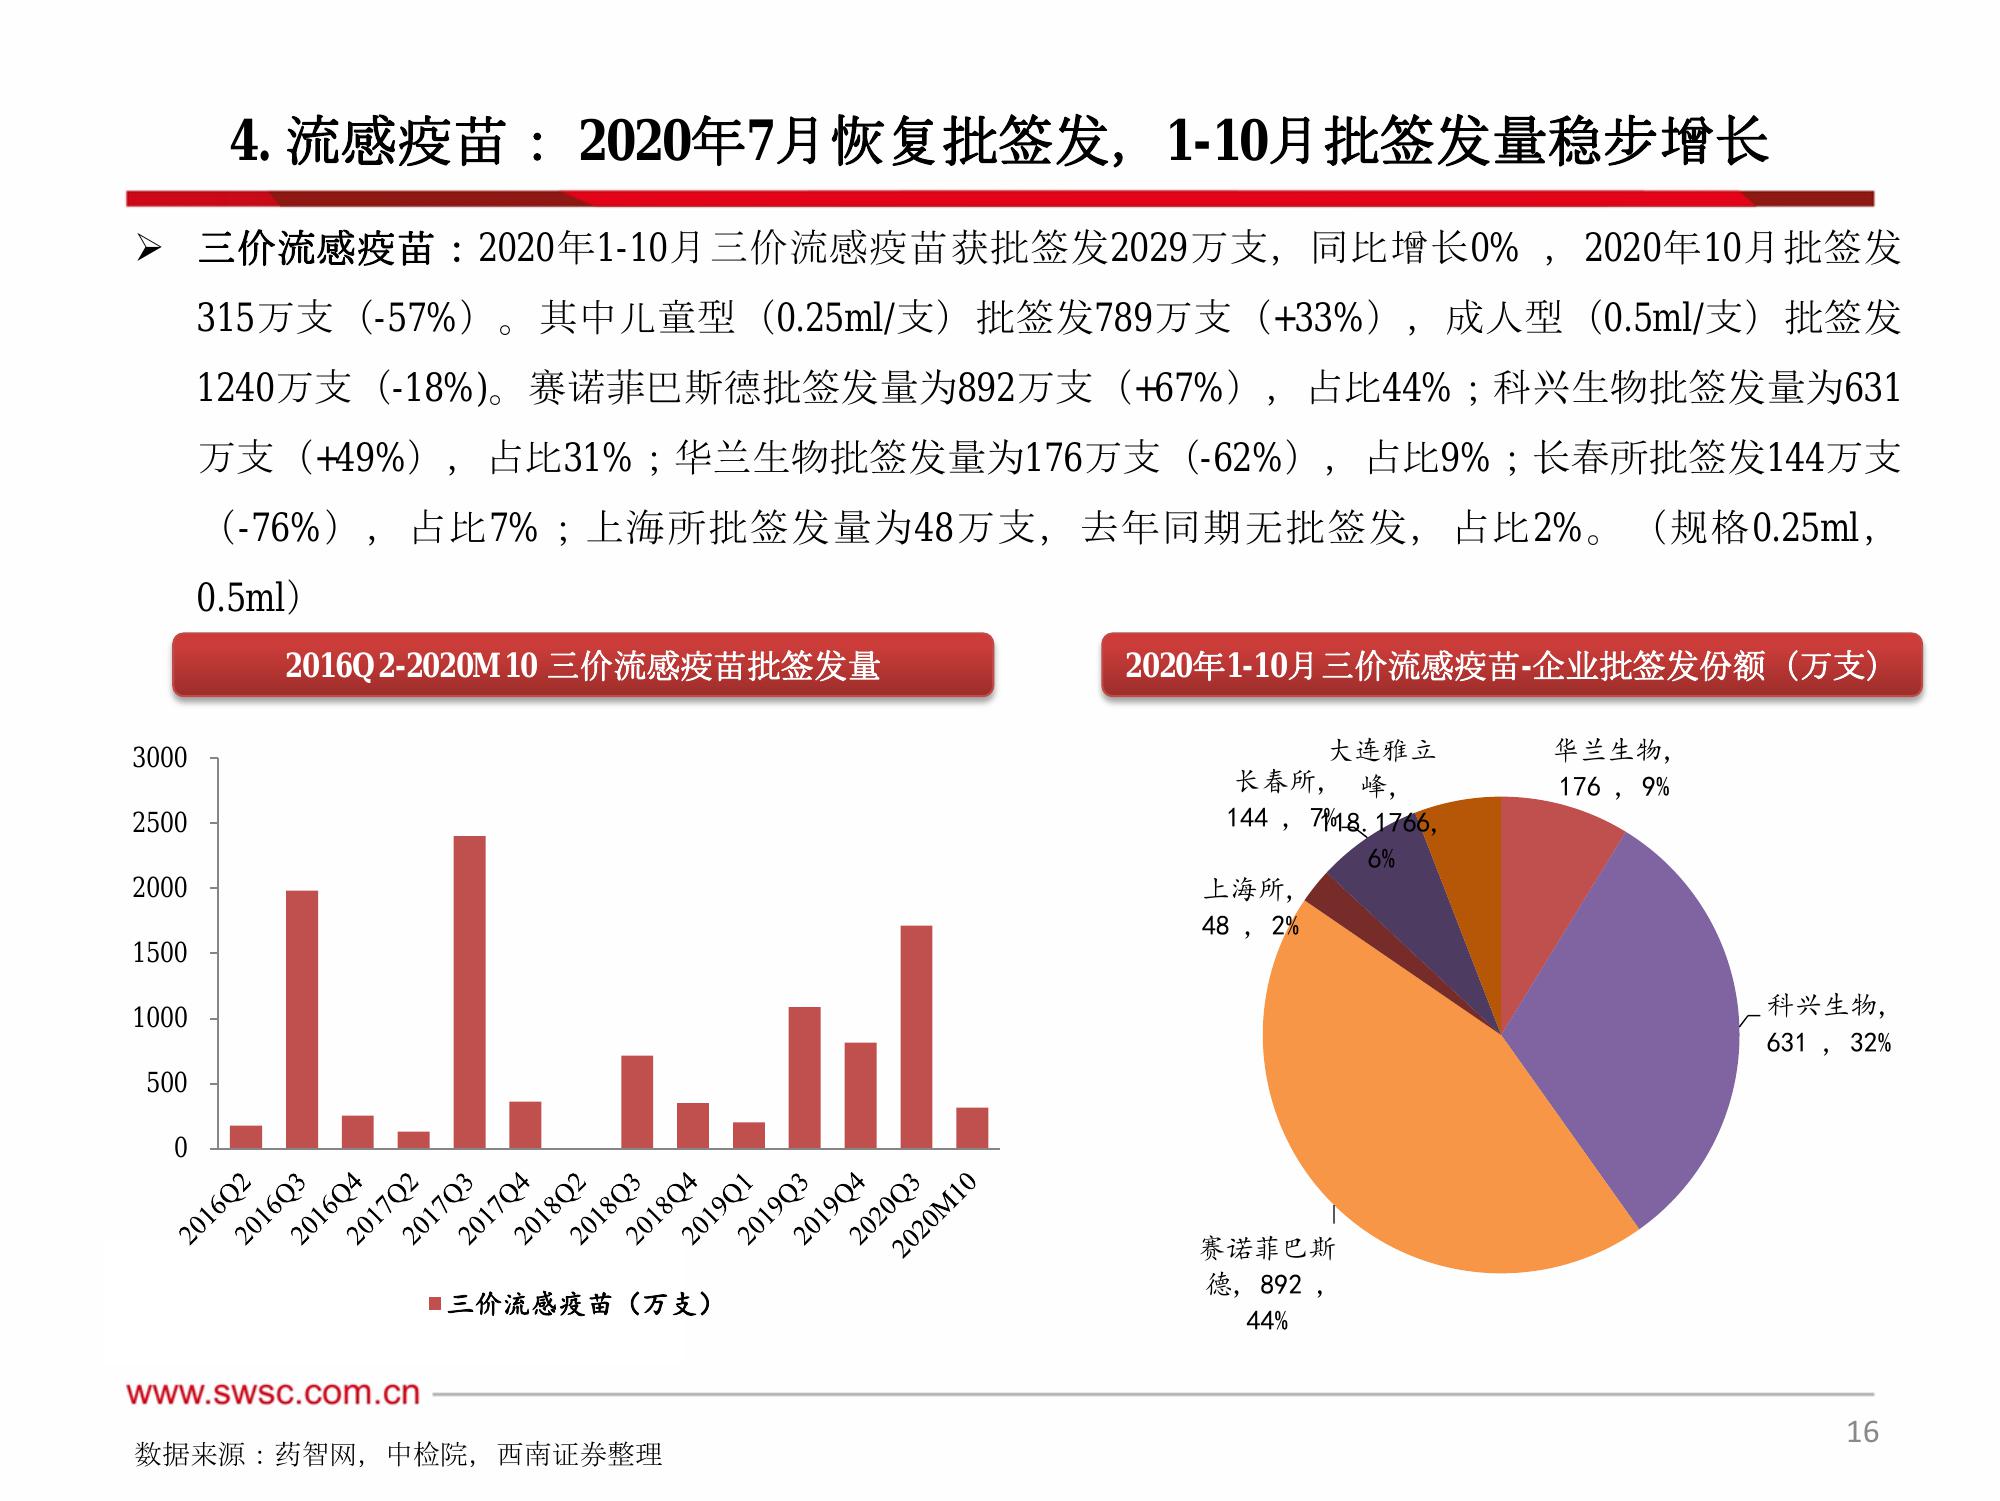 4. 流感疫苗：2020年7月恢复批签发，1-10月批签发量稳步增长
➢ 三价流感疫苗：2020年1-10月三价流感疫苗获批签发2029万支，同比增长0%，2020年10月批签发
315万支（-57%）。其中儿童型（0.25ml/支）批签发789万支（+33%），成人型（0.5ml/支）批签发
1240万支（-18%)。赛诺菲巴斯德批签发量为892万支（+67%），占比44%；科兴生物批签发量为631
万支（+49%），占比31%；华兰生物批签发量为176万支（-62%），占比9%；长春所批签发144万支
（-76%），占比7%；上海所批签发量为48万支，去年同期无批签发，占比2%。（规格0.25ml，
0.5ml）
2016Q2-2020M10 三价流感疫苗批签发量
3000
2500
2000
1500
1000
500
0
2016Q2
2016Q3
2016Q4
2017Q2
2017Q3
2017Q4
2018Q2
2018Q3
2018Q4
2019Q1
2019Q3
2019Q4
2020Q3
2020M10
三价流感疫苗（万支）
2020年1-10月三价流感疫苗-企业批签发份额（万支）
大连雅立
峰，
118.1766,
6%
华兰生物，
176 , 9%
长春所，
144 , 7%
上海所，
48 , 2%
科兴生物，
631 , 32%
赛诺菲巴斯
德，892 ,
44%
www.swsc.com.cn
16
数据来源：药智网，中检院，西南证券整理